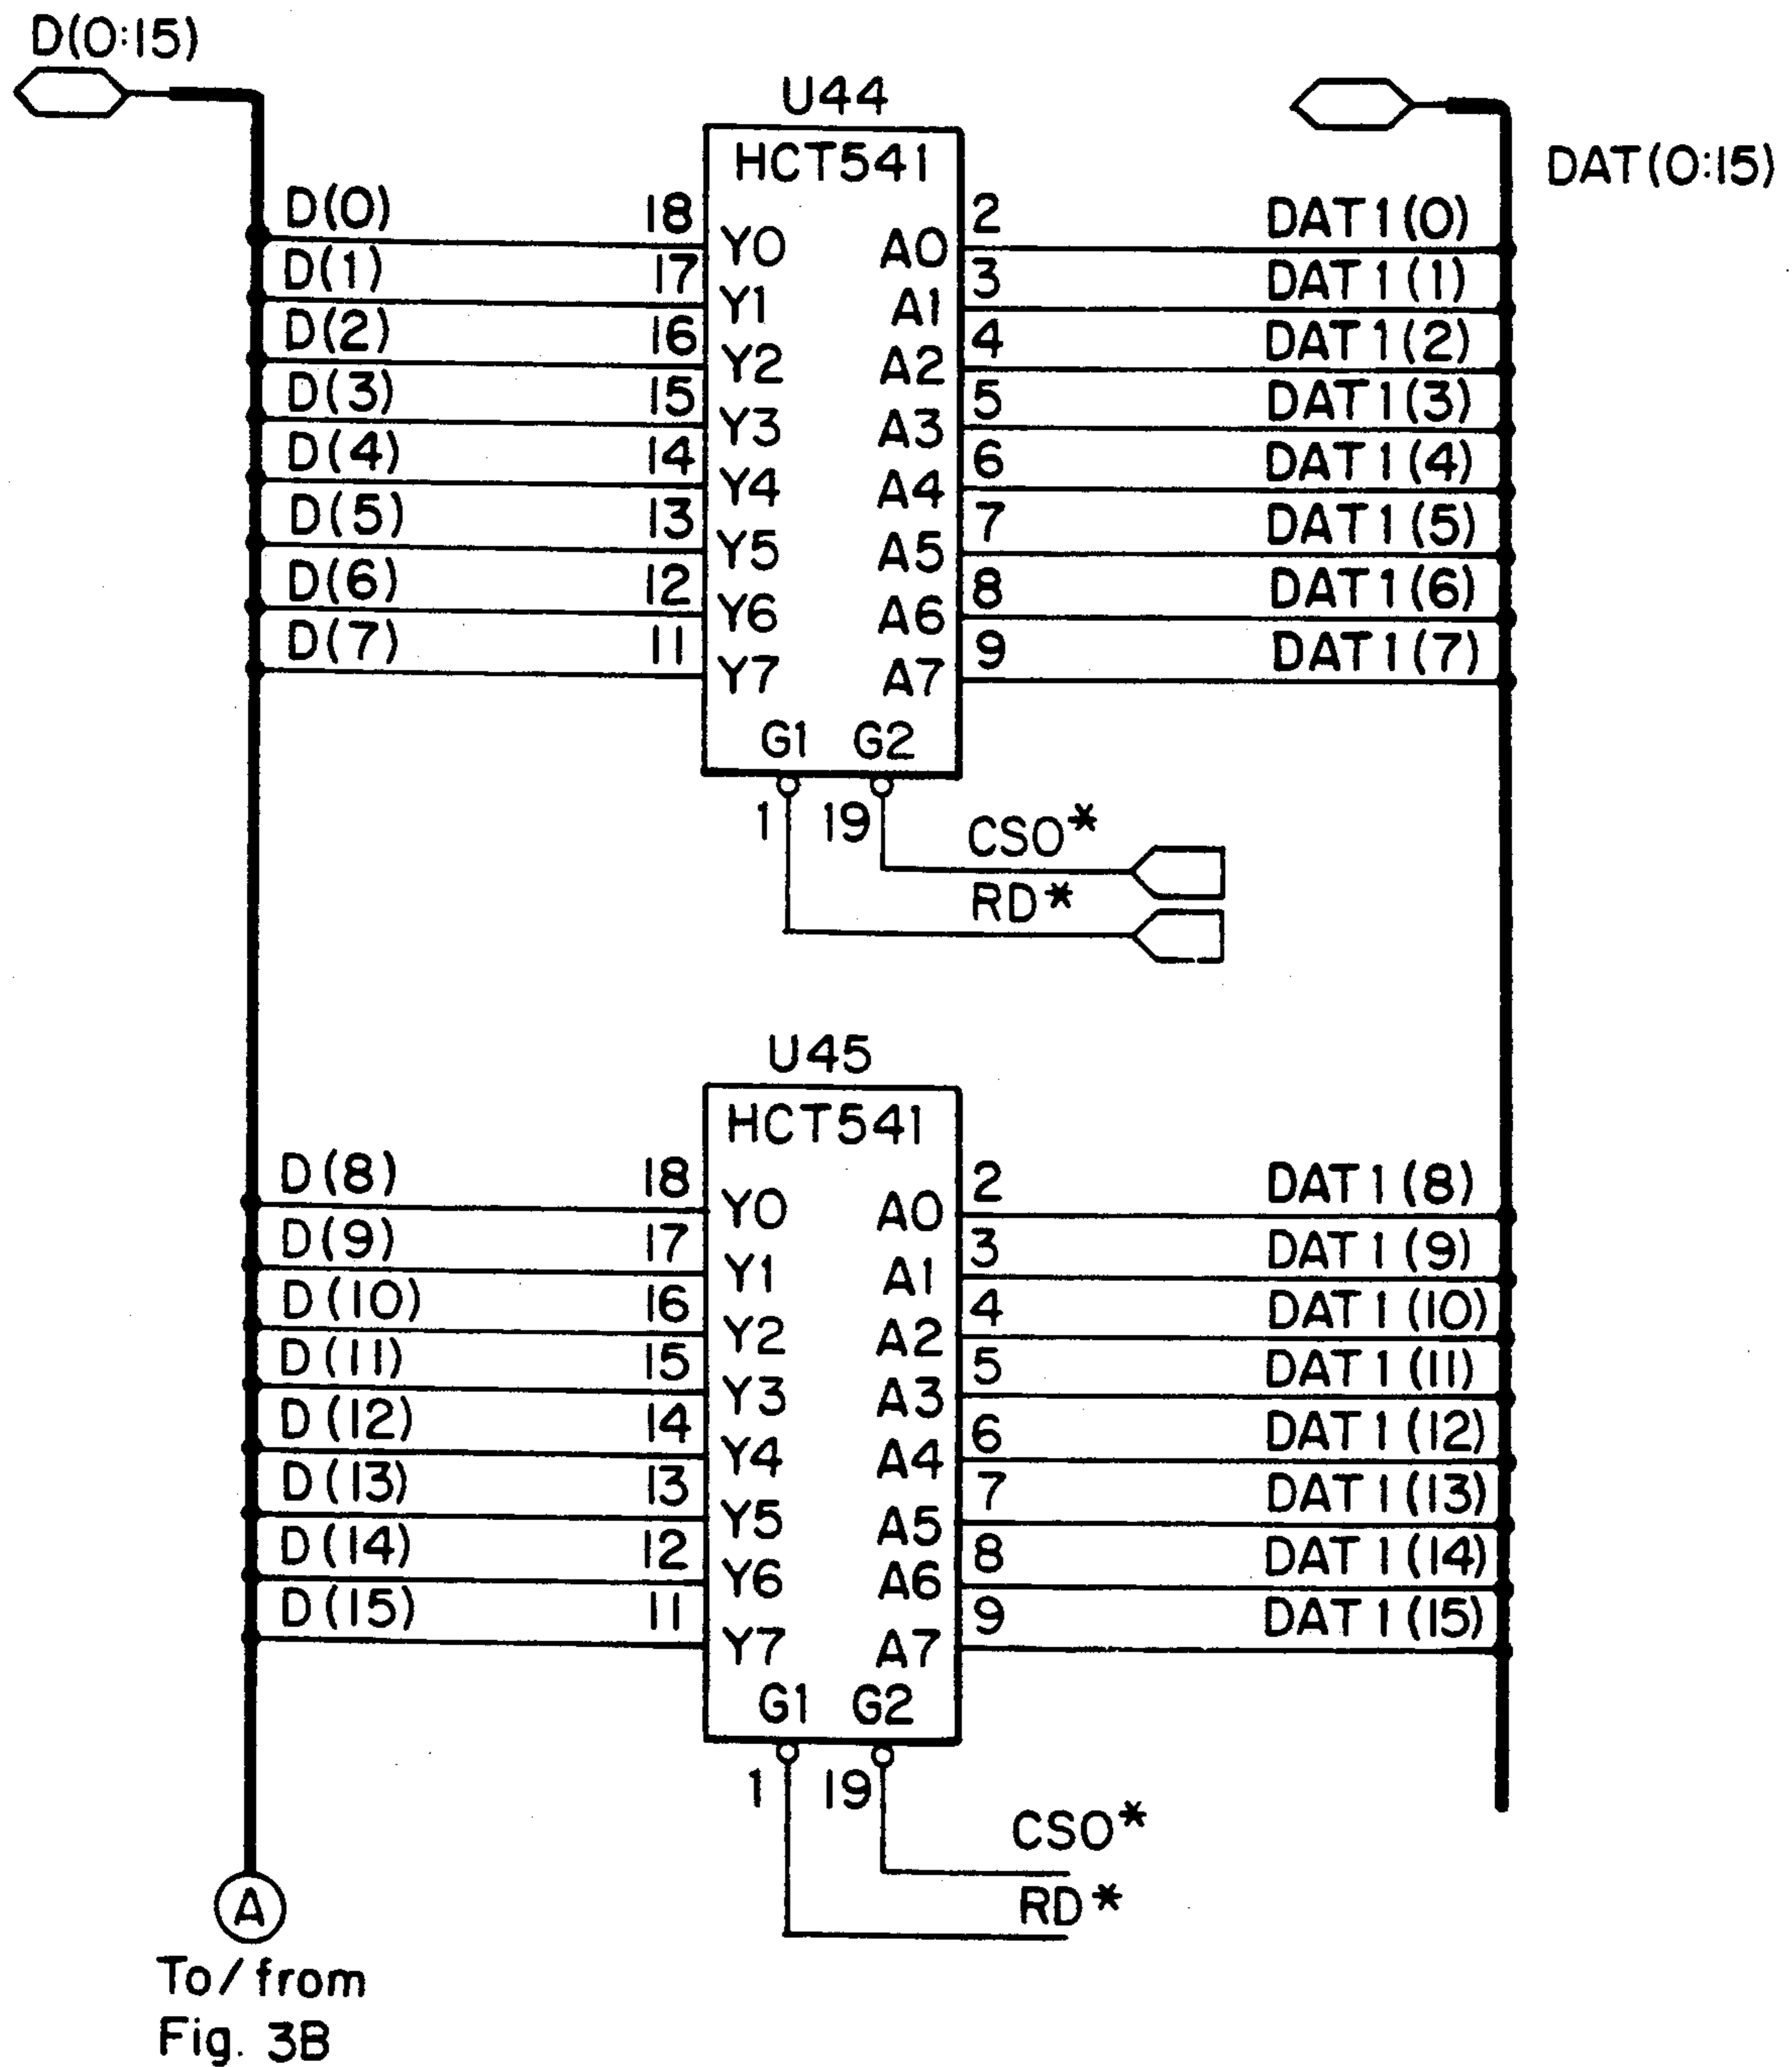 D(0:15)
U44
HCT541
DAT(0:15)
D(0) 18 Y0 A0 2 DAT1(0)
D(1) 17 Y1 A1 3 DAT1(1)
D(2) 16 Y2 A2 4 DAT1(2)
D(3) 15 Y3 A3 5 DAT1(3)
D(4) 14 Y4 A4 6 DAT1(4)
D(5) 13 Y5 A5 7 DAT1(5)
D(6) 12 Y6 A6 8 DAT1(6)
D(7) 11 Y7 A7 9 DAT1(7)
G1 G2
1 19 CSO*
RD*
U45
HCT541
D(8) 18 Y0 A0 2 DAT1(8)
D(9) 17 Y1 A1 3 DAT1(9)
D(10) 16 Y2 A2 4 DAT1(10)
D(11) 15 Y3 A3 5 DAT1(11)
D(12) 14 Y4 A4 6 DAT1(12)
D(13) 13 Y5 A5 7 DAT1(13)
D(14) 12 Y6 A6 8 DAT1(14)
D(15) 11 Y7 A7 9 DAT1(15)
G1 G2
1 19 CSO*
RD*
A
To/from
Fig. 3B